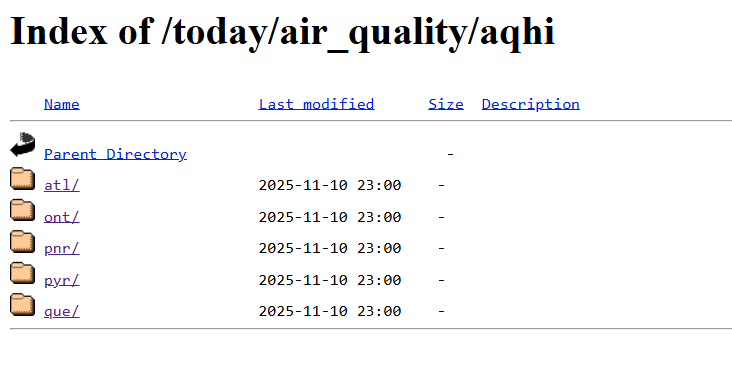 Index of /today/air_quality/aqhi
Name Last modified Size Description
Parent Directory -
atl/ 2025-11-10 23:00 -
ont/ 2025-11-10 23:00 -
pnr/ 2025-11-10 23:00 -
pyr/ 2025-11-10 23:00 -
que/ 2025-11-10 23:00 -